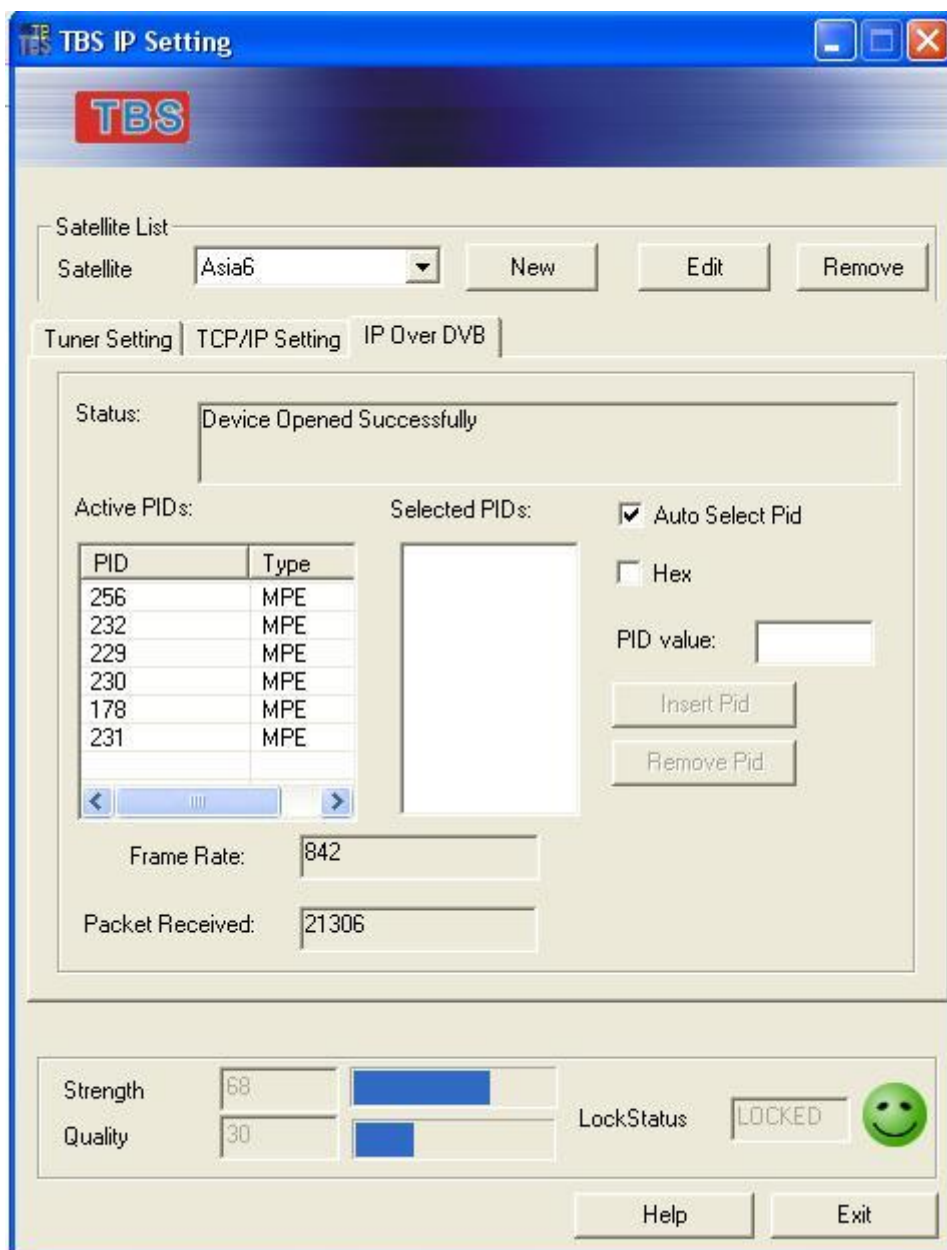 TBS IP Setting
TBS
Satellite List
Satellite Asia6 New Edit Remove
Tuner Setting TCP/IP Setting IP Over DVB
Status: Device Opened Successfully
Active PIDs: Selected PIDs: Auto Select Pid
PID Type
256 MPE
232 MPE
229 MPE
230 MPE
178 MPE
231 MPE
Hex
PID value:
Insert Pid
Remove Pid
Frame Rate: 842
Packet Received: 21306
Strength 68
Quality 30
LockStatus LOCKED
Help Exit